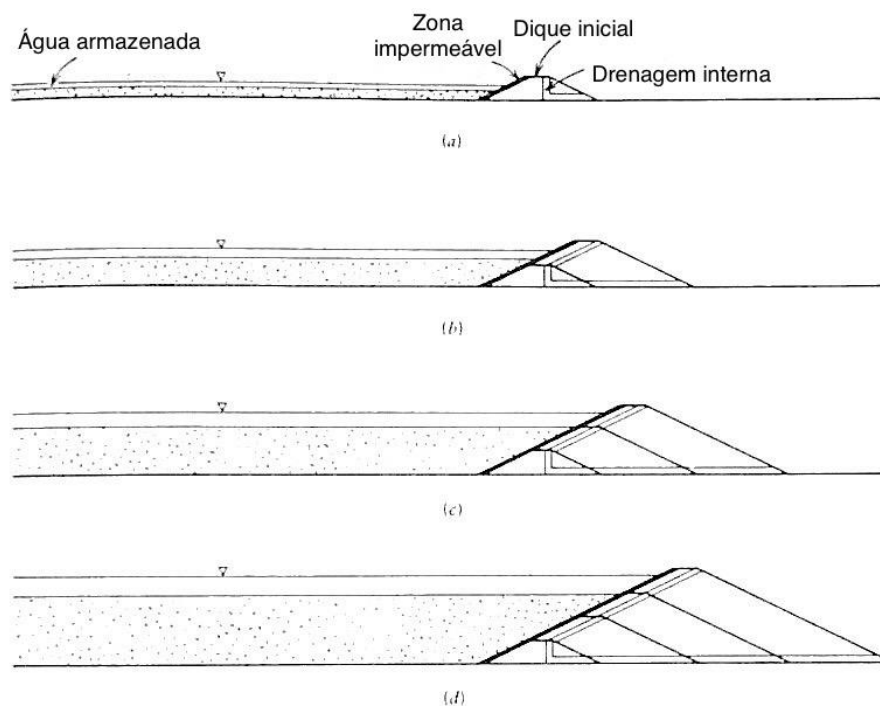 Água armazenada
Zona
impermeável
Dique inicial
Drenagem interna
(a)
(b)
(c)
(d)